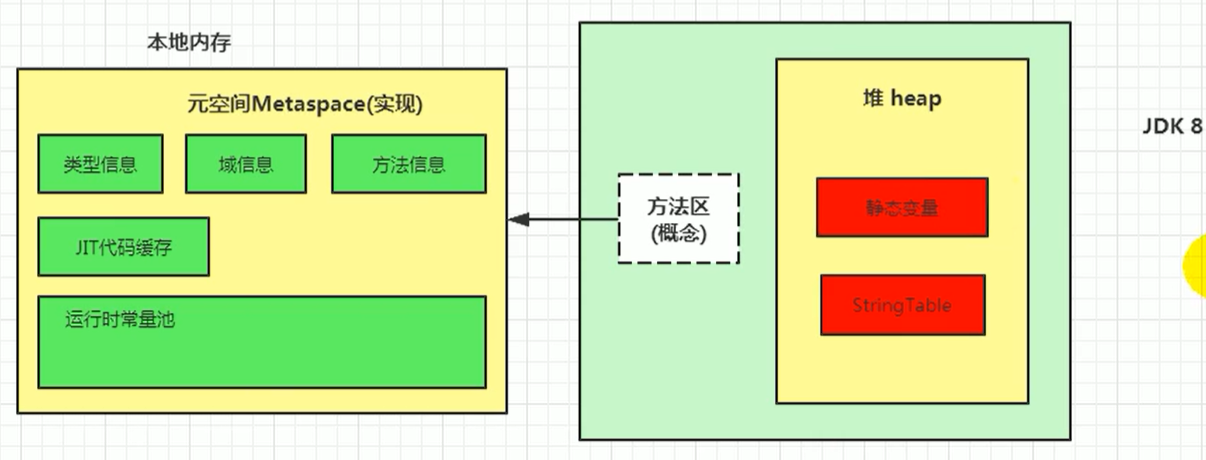 本地内存
元空间Metaspace(实现)
类型信息
域信息
方法信息
JIT代码缓存
运行时常量池
方法区
(概念)
堆 heap
静态变量
StringTable
JDK 8